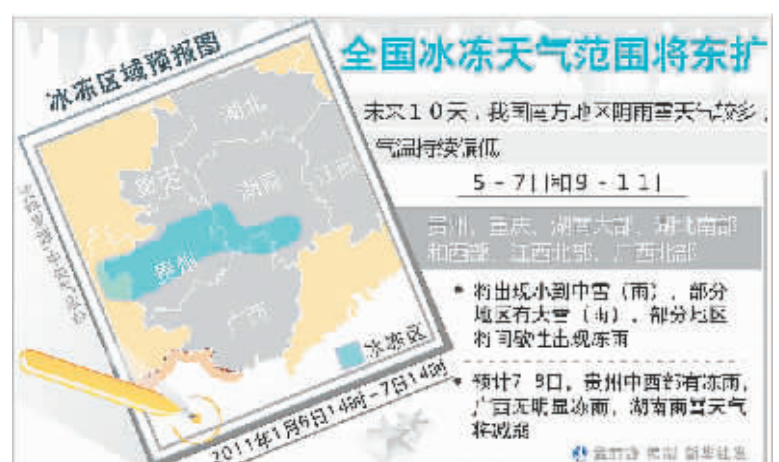 全国冰冻天气范围将东扩
冰冻区域预报图
未来10天，我国南方地区阴雨雪天气较多，
气温持续偏低
5-7日和9-11日
贵州、重庆、湖南大部、湖北南部
和西部、江西北部、广西北部
将出现小到中雪（雨），部分
地区有大雪（雨），部分地区
将间歇性出现冻雨
预计7-9日，贵州中西部有冻雨，
广西无明显冻雨，湖南雨雪天气
将减弱
湖北
重庆
湖南
江西
贵州
广西
冰冻区
2011年1月6日14时-7日14时
新华社发